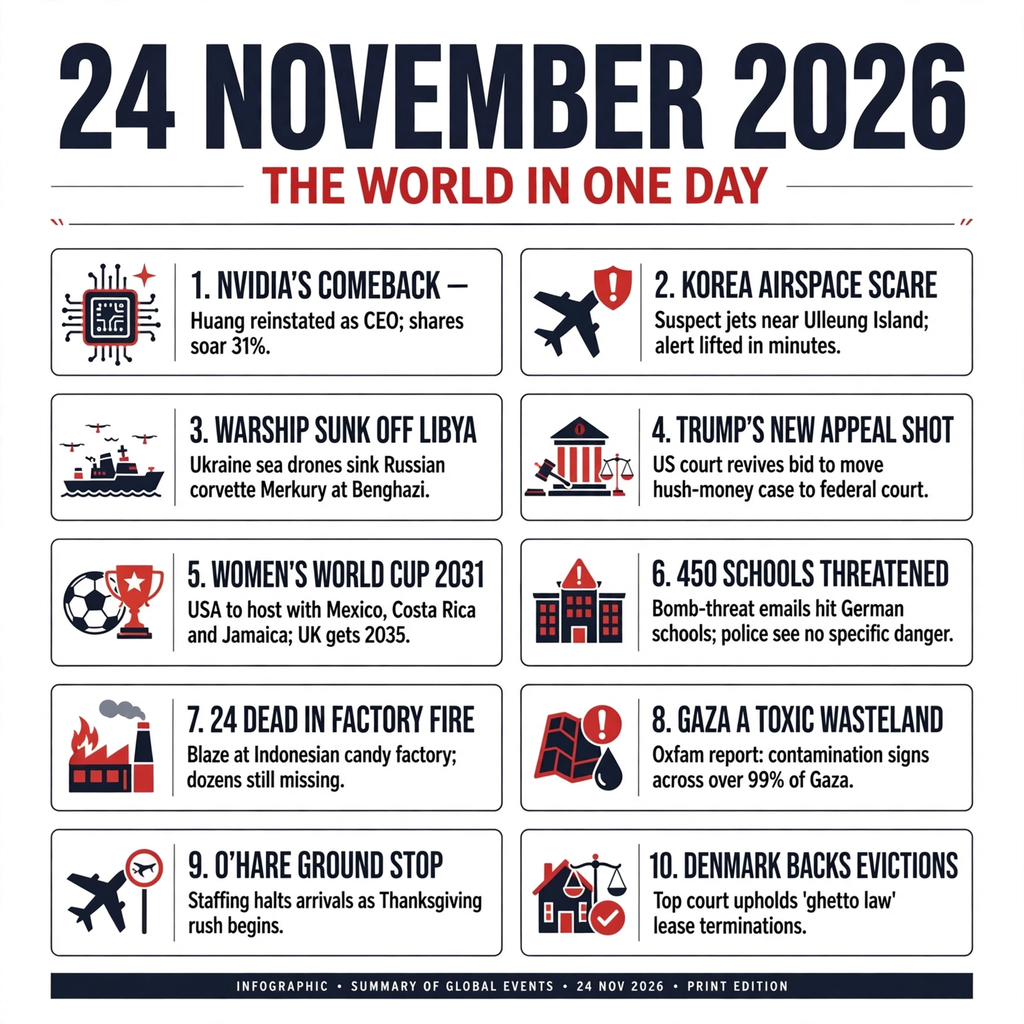 24 NOVEMBER 2026
THE WORLD IN ONE DAY
1. NVIDIA'S COMEBACK —
Huang reinstated as CEO; shares
soar 31%.
2. KOREA AIRSPACE SCARE
Suspect jets near Ulleung Island;
alert lifted in minutes.
3. WARSHIP SUNK OFF LIBYA
Ukraine sea drones sink Russian
corvette Merkury at Benghazi.
4. TRUMP'S NEW APPEAL SHOT
US court revives bid to move
hush-money case to federal court.
5. WOMEN'S WORLD CUP 2031
USA to host with Mexico, Costa Rica
and Jamaica; UK gets 2035.
6. 450 SCHOOLS THREATENED
Bomb-threat emails hit German
schools; police see no specific danger.
7. 24 DEAD IN FACTORY FIRE
Blaze at Indonesian candy factory;
dozens still missing.
8. GAZA A TOXIC WASTELAND
Oxfam report: contamination signs
across over 99% of Gaza.
9. O'HARE GROUND STOP
Staffing halts arrivals as Thanksgiving
rush begins.
10. DENMARK BACKS EVICTIONS
Top court upholds 'ghetto law'
lease terminations.
INFOGRAPHIC • SUMMARY OF GLOBAL EVENTS • 24 NOV 2026 • PRINT EDITION